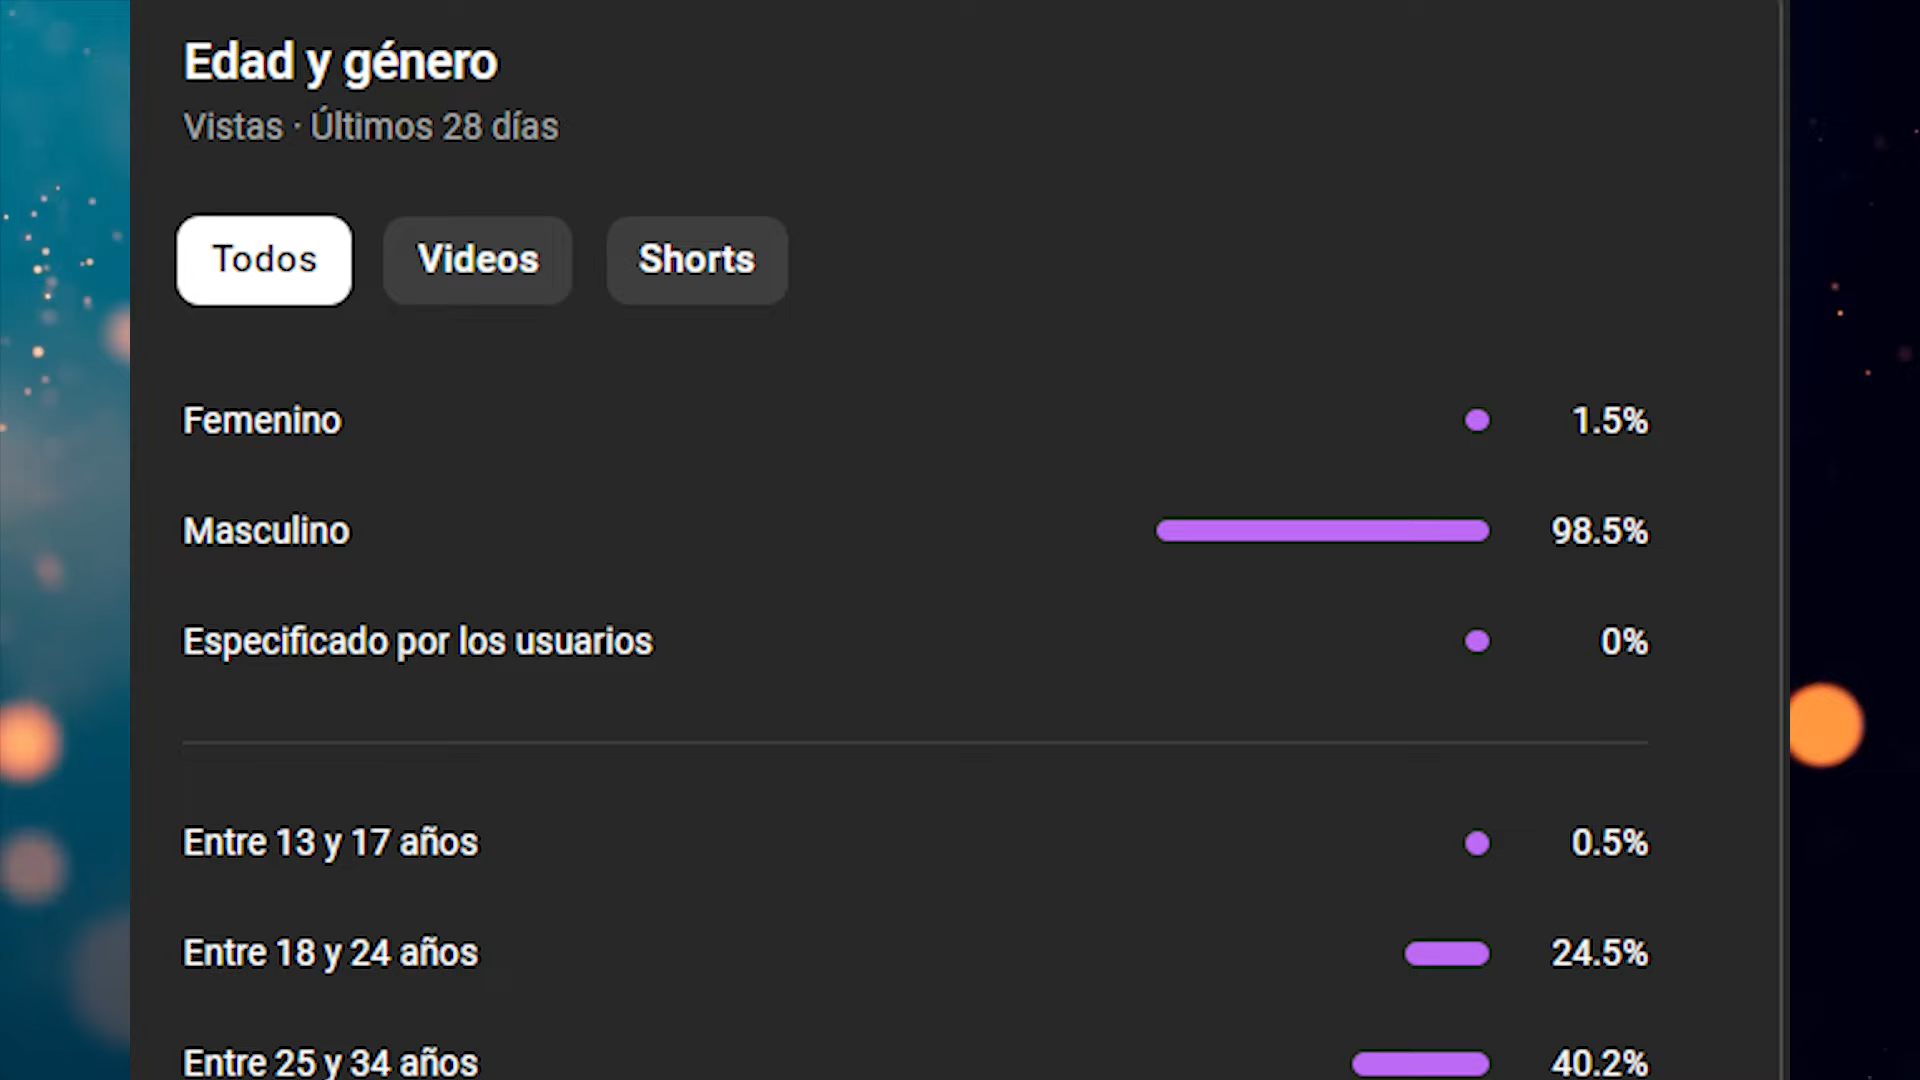 Edad y género
Vistas · Últimos 28 días
Todos Videos Shorts
Femenino 1.5%
Masculino 98.5%
Especificado por los usuarios 0%
Entre 13 y 17 años 0.5%
Entre 18 y 24 años 24.5%
Entre 25 y 34 años 40.2%